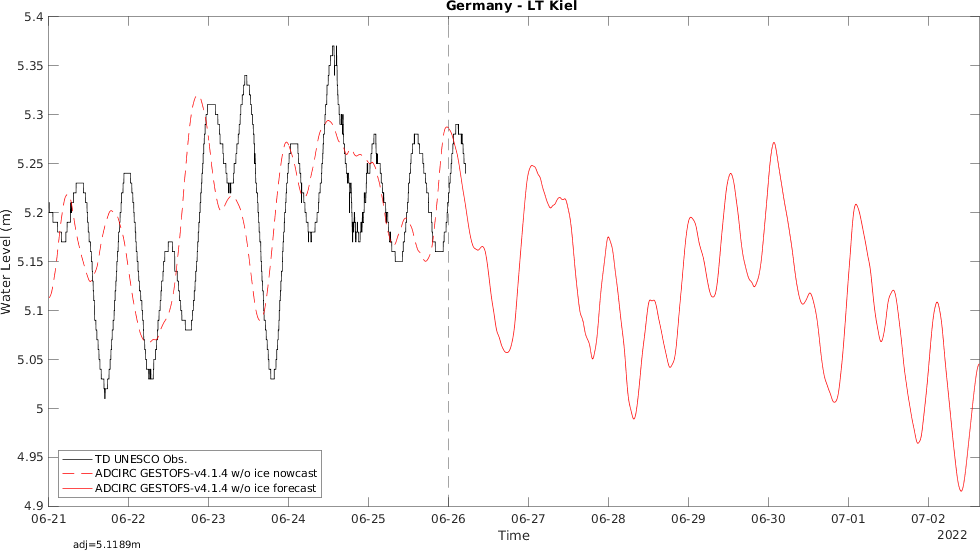 Germany - LT Kiel
5.4
5.35
5.3
5.25
5.2
5.15
5.1
5.05
5
4.95
4.9
Water Level (m)
TD UNESCO Obs.
ADCIRC GESTOFS-v4.1.4 w/o ice nowcast
ADCIRC GESTOFS-v4.1.4 w/o ice forecast
06-21 06-22 06-23 06-24 06-25 06-26 06-27 06-28 06-29 06-30 07-01 07-02
Time
2022
adj=5.1189m